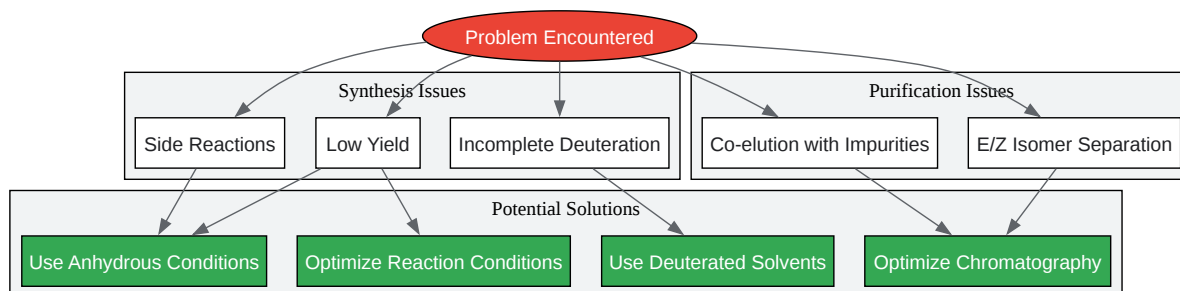 Problem Encountered
Synthesis Issues
Purification Issues
Side Reactions
Low Yield
Incomplete Deuteration
Co-elution with Impurities
E/Z Isomer Separation
Potential Solutions
Use Anhydrous Conditions
Optimize Reaction Conditions
Use Deuterated Solvents
Optimize Chromatography